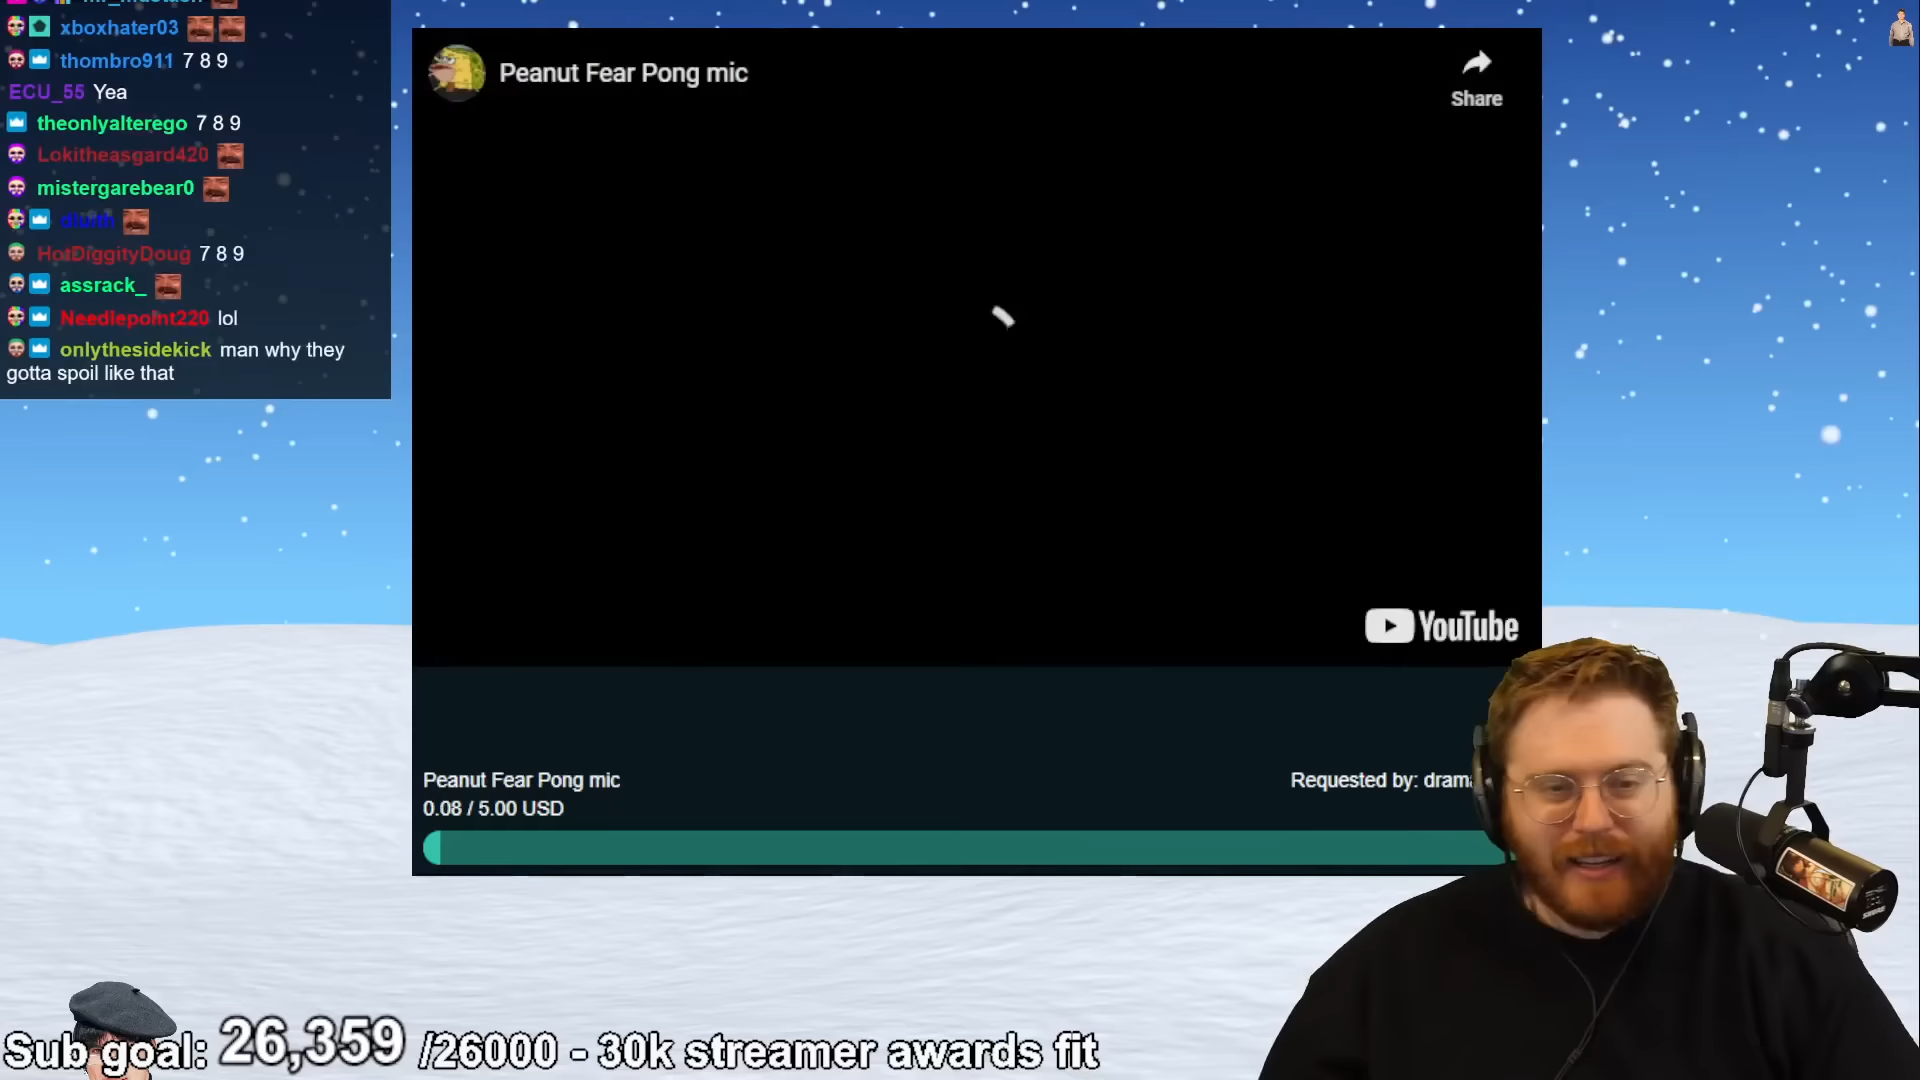 xboxhater03
thombro911 7 8 9
ECU_55 Yea
theonlyalterego 7 8 9
Lokitheasgard420
mistergarebear0
HotDiggityDoug 7 8 9
assrack_
Needlepoint220 lol
onlythesidekick man why they
gotta spoil like that
Peanut Fear Pong mic
Share
YouTube
Peanut Fear Pong mic
Requested by: drama
0.08 / 5.00 USD
Sub goal: 26,359 /26000 - 30k streamer awards fit